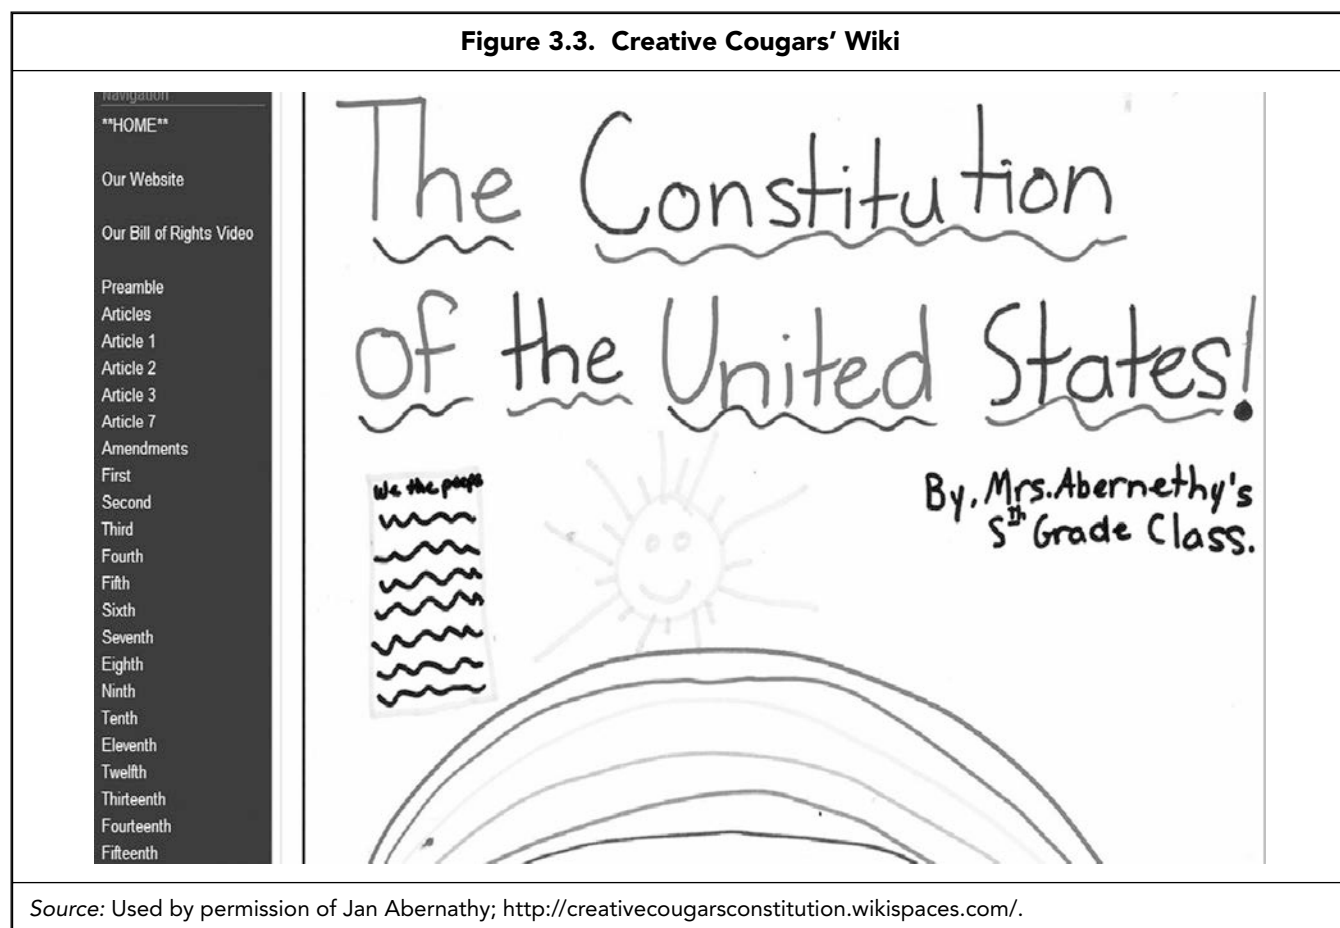 Figure 3.3. Creative Cougars’ Wiki
Navigation
**HOME**
Our Website
Our Bill of Rights Video
Preamble
Articles
Article 1
Article 2
Article 3
Article 7
Amendments
First
Second
Third
Fourth
Fifth
Sixth
Seventh
Eighth
Ninth
Tenth
Eleventh
Twelfth
Thirteenth
Fourteenth
Fifteenth
The Constitution
of the United States!
We the peeps
By, Mrs. Abernethy's
5th Grade Class.
Source: Used by permission of Jan Abernathy; http://creativecougarsconstitution.wikispaces.com/.